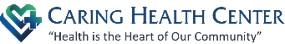 CARING HEALTH CENTER
"Health is the Heart of Our Community"